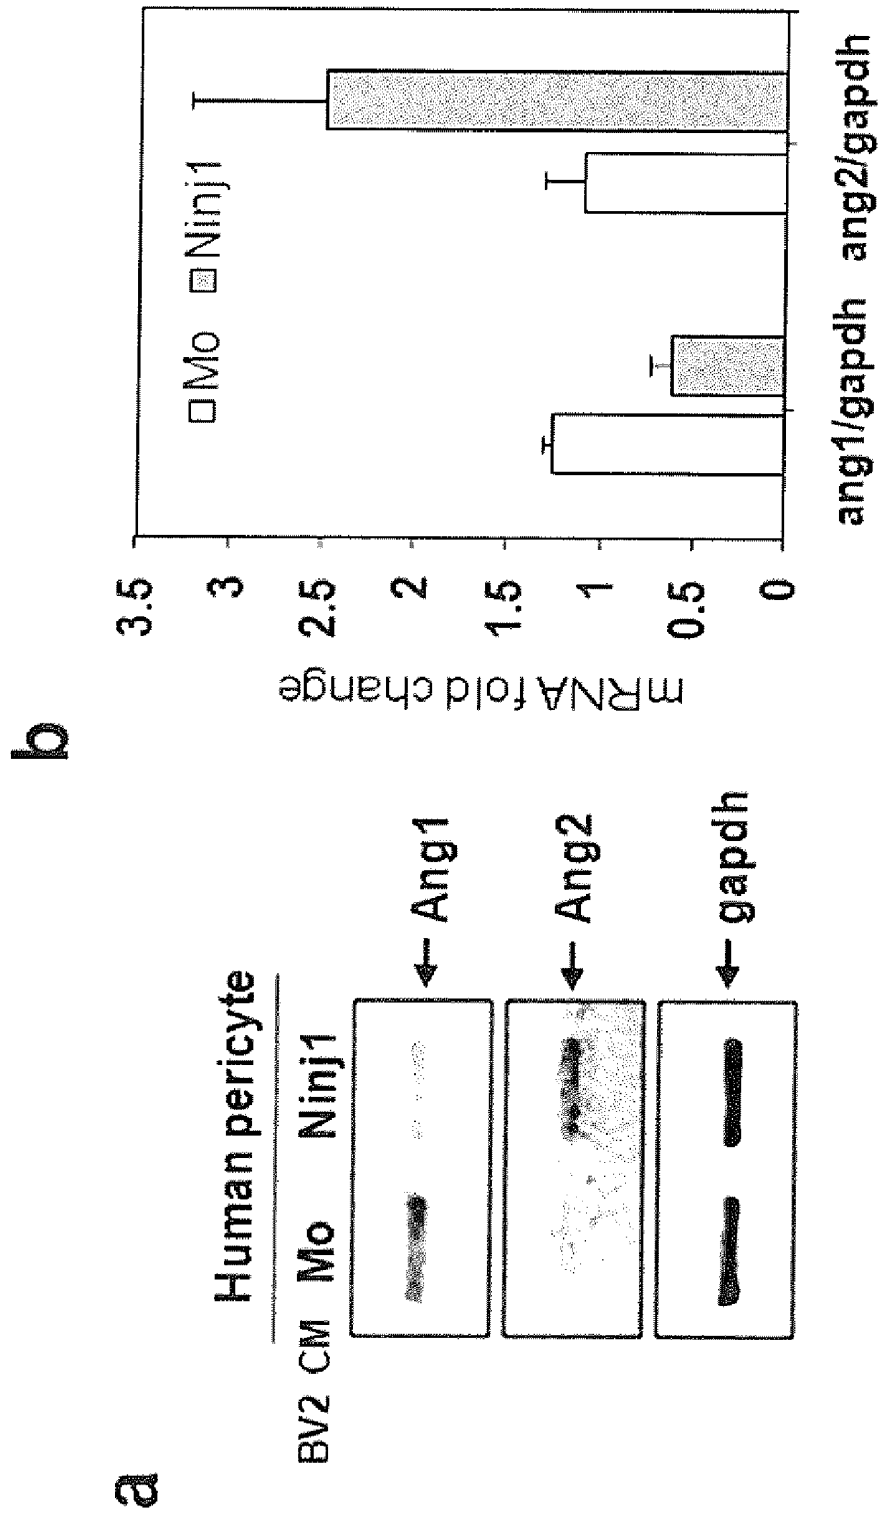 a
Human pericyte
BV2 CM Mo Ninj1
Ang1
Ang2
gapdh
b
mRNA fold change
3.5
3
2.5
2
1.5
1
0.5
0
Mo Ninj1
ang1/gapdh ang2/gapdh